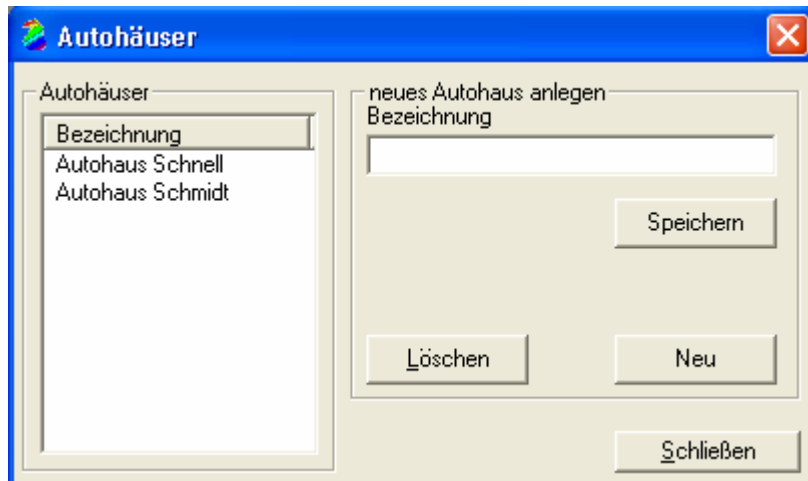 Autohäuser
Autohäuser
Bezeichnung
Autohaus Schnell
Autohaus Schmidt
neues Autohaus anlegen
Bezeichnung
Speichern
Löschen
Neu
Schließen